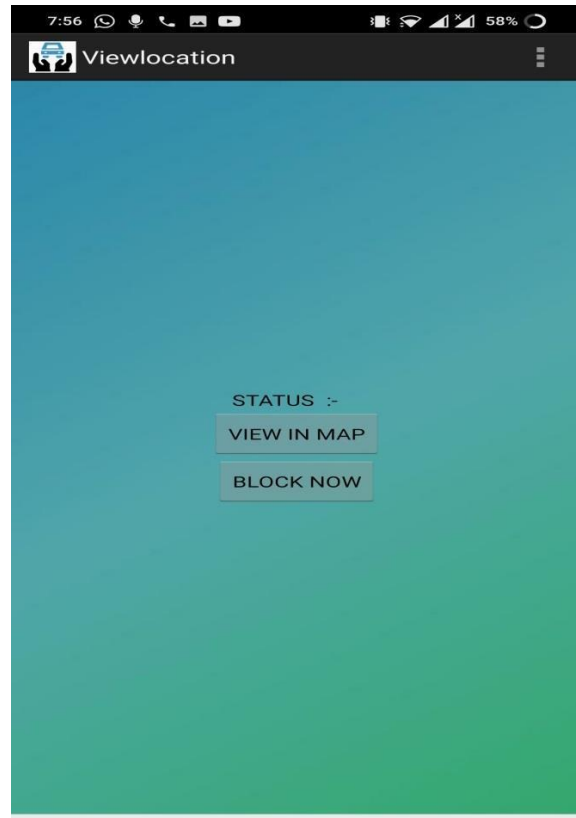 7:56 58%
Viewlocation
STATUS :-
VIEW IN MAP
BLOCK NOW